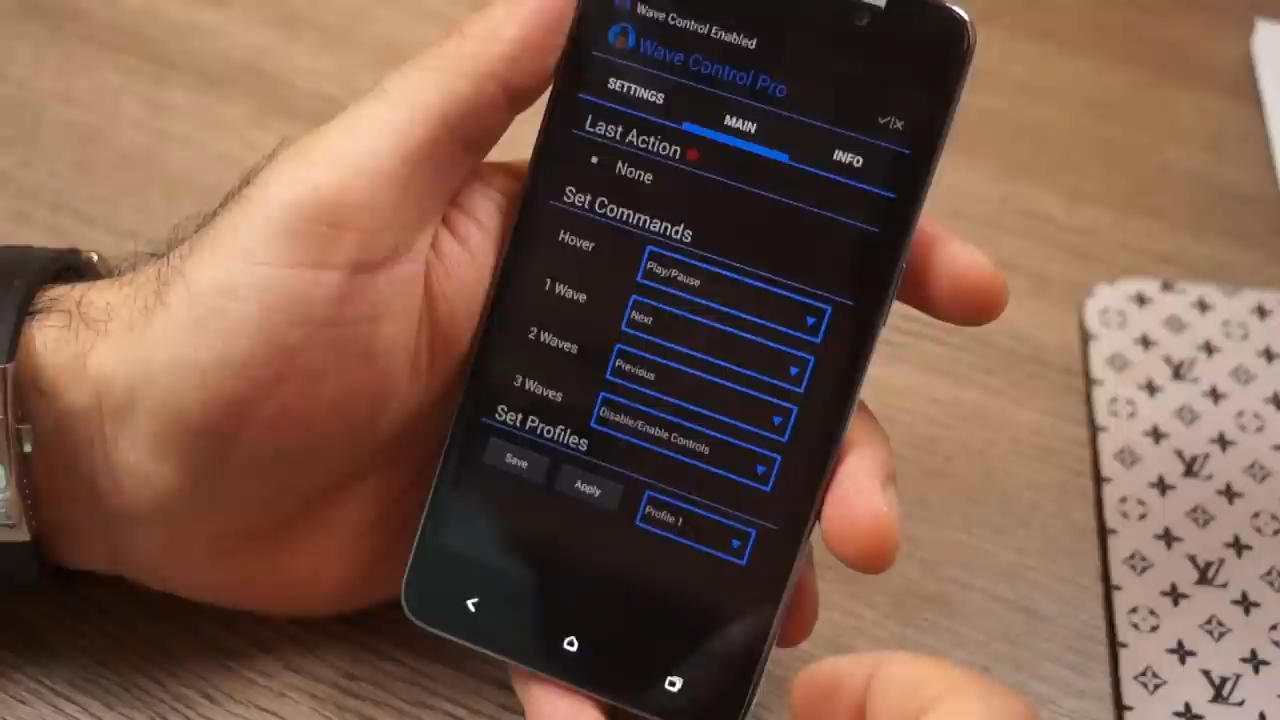 Wave Control Enabled
Wave Control Pro
SETTINGS
MAIN
INFO
Last Action
None
Set Commands
Hover
Play/Pause
1 Wave
Next
2 Waves
Previous
3 Waves
Disable/Enable Controls
Set Profiles
Save
Apply
Profile 1